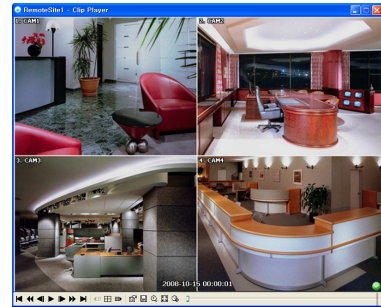 RemoteSite1 - Clip Player
1. CAM1
2. CAM2
3. CAM3
4. CAM4
2008-10-15 00:00:01